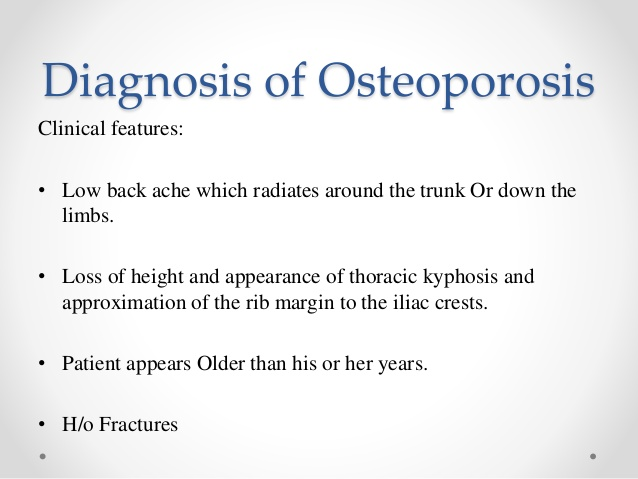 Diagnosis of Osteoporosis
Clinical features:
• Low back ache which radiates around the trunk Or down the
limbs.
• Loss of height and appearance of thoracic kyphosis and
approximation of the rib margin to the iliac crests.
• Patient appears Older than his or her years.
• H/o Fractures